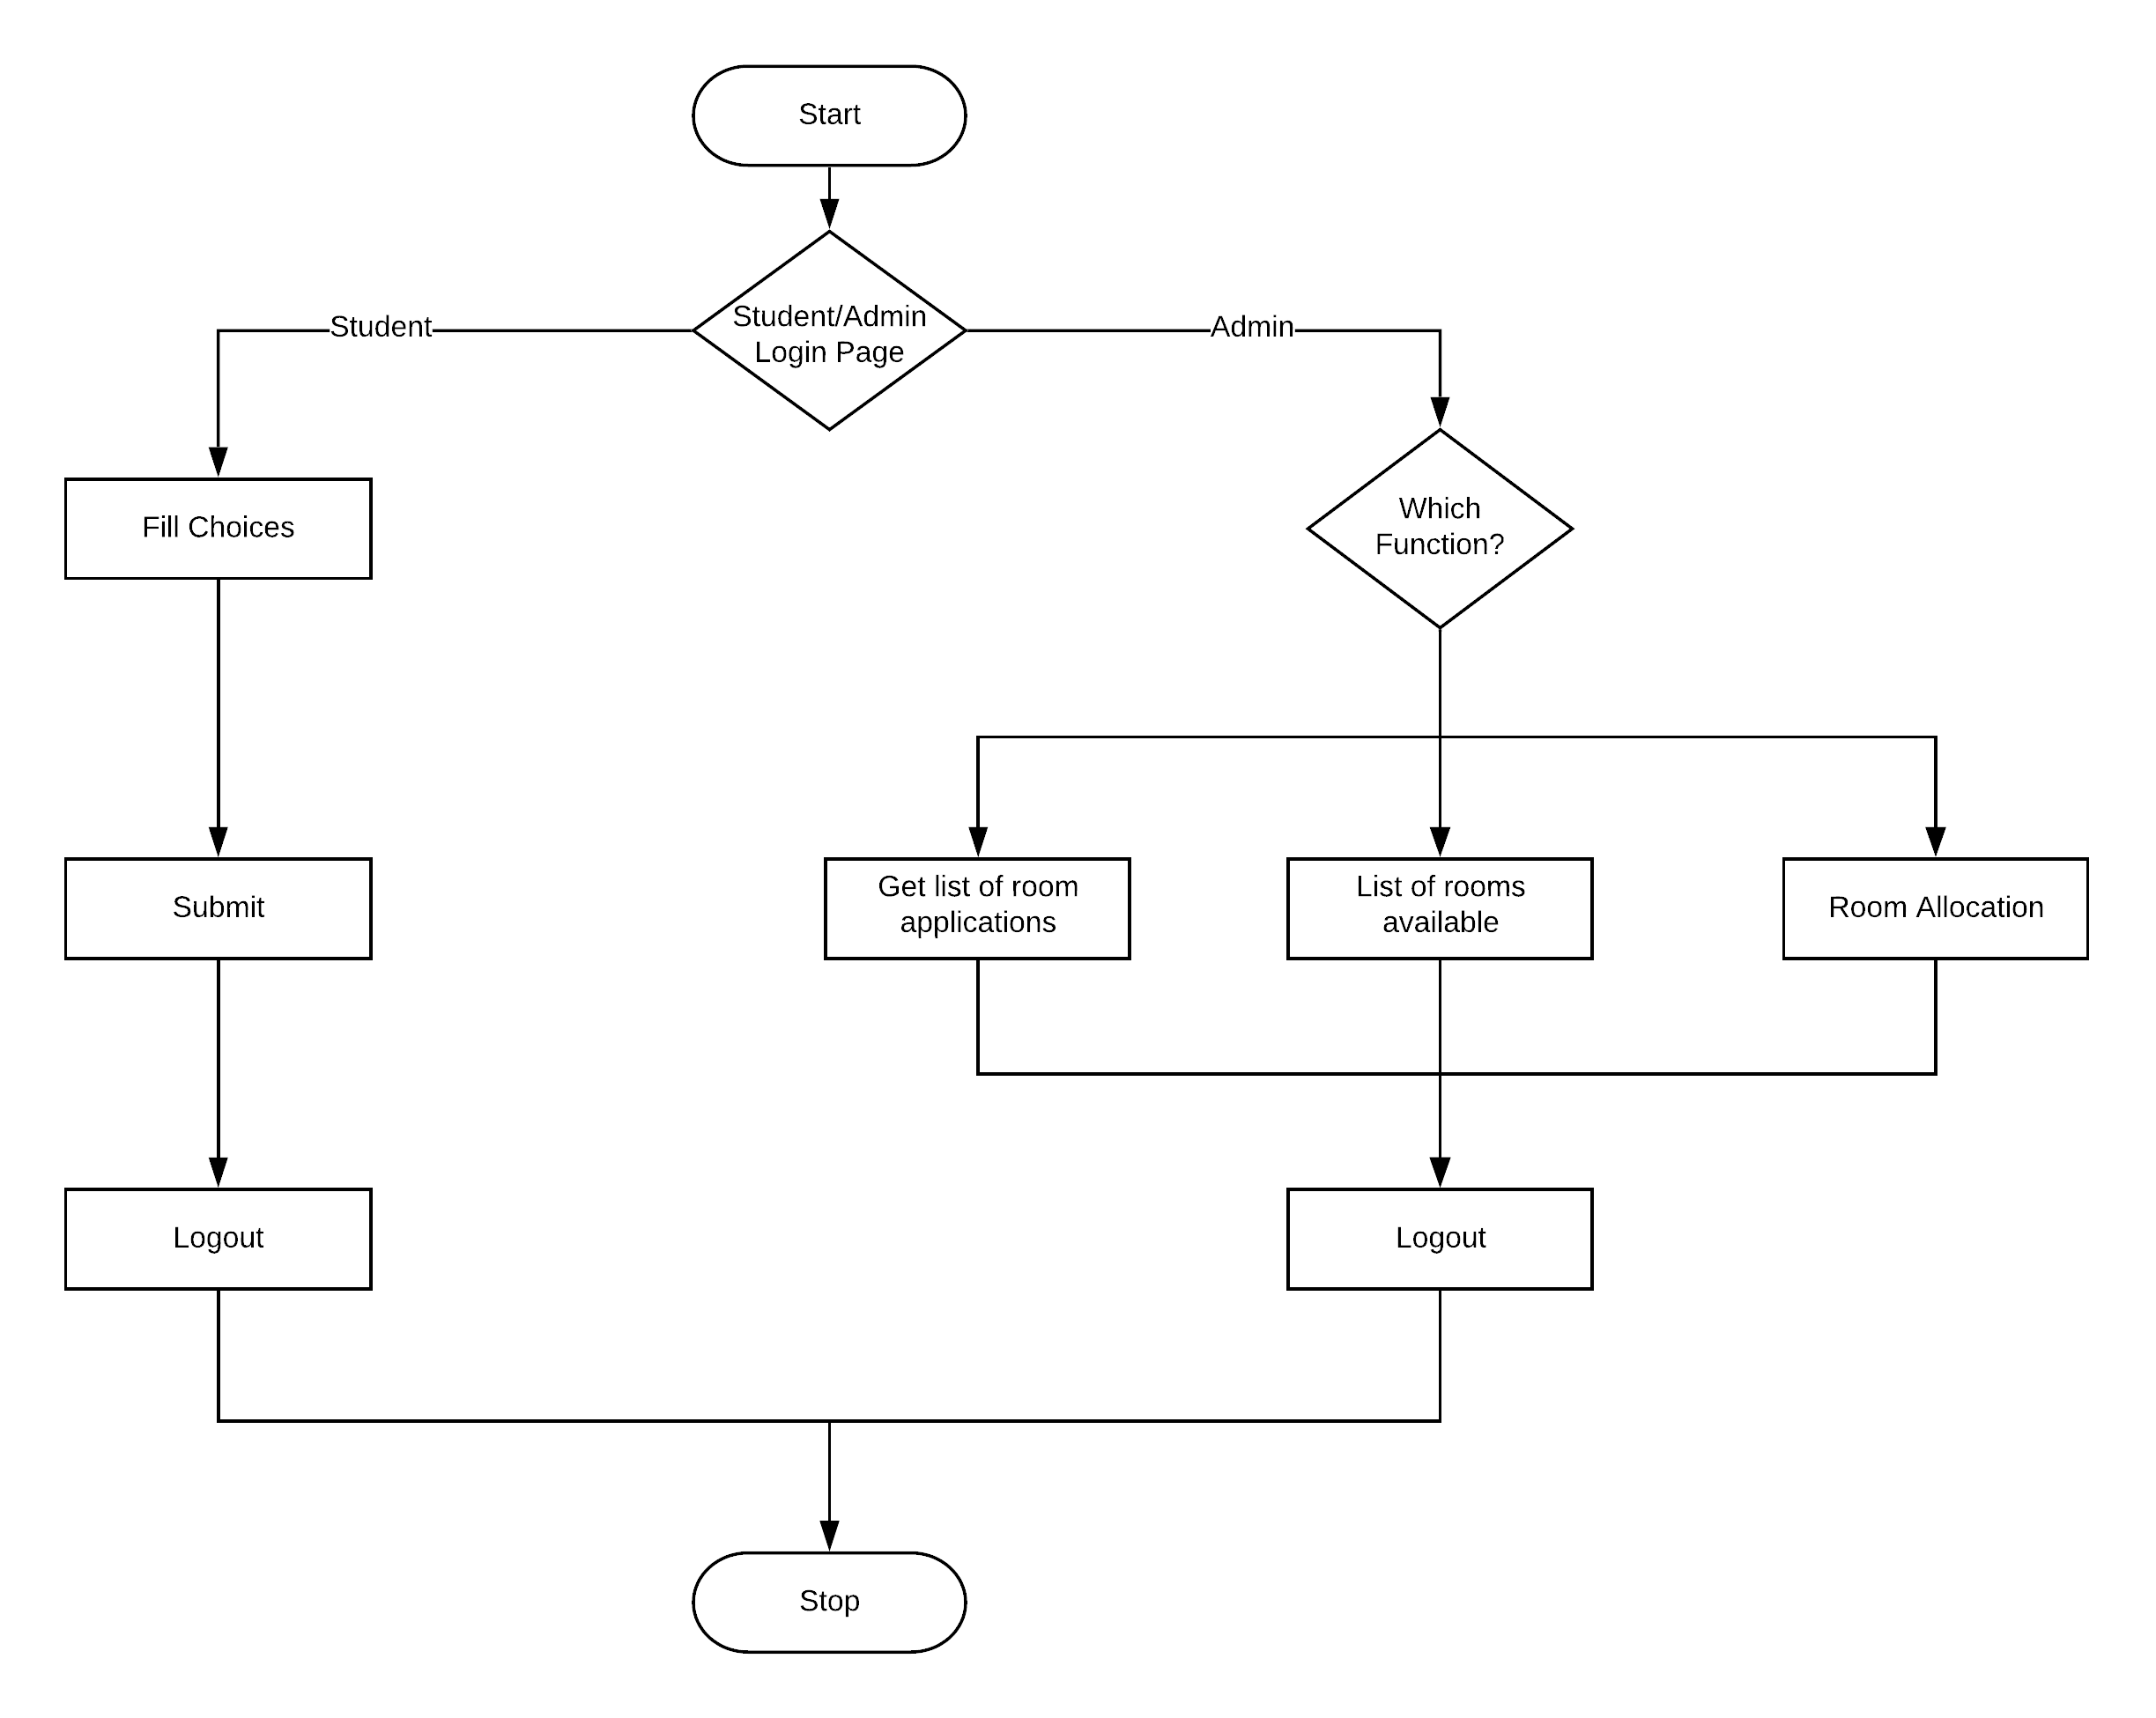 Start
Student/Admin
Login Page
Student
Admin
Fill Choices
Which
Function?
Submit
Get list of room
applications
List of rooms
available
Room Allocation
Logout
Logout
Stop